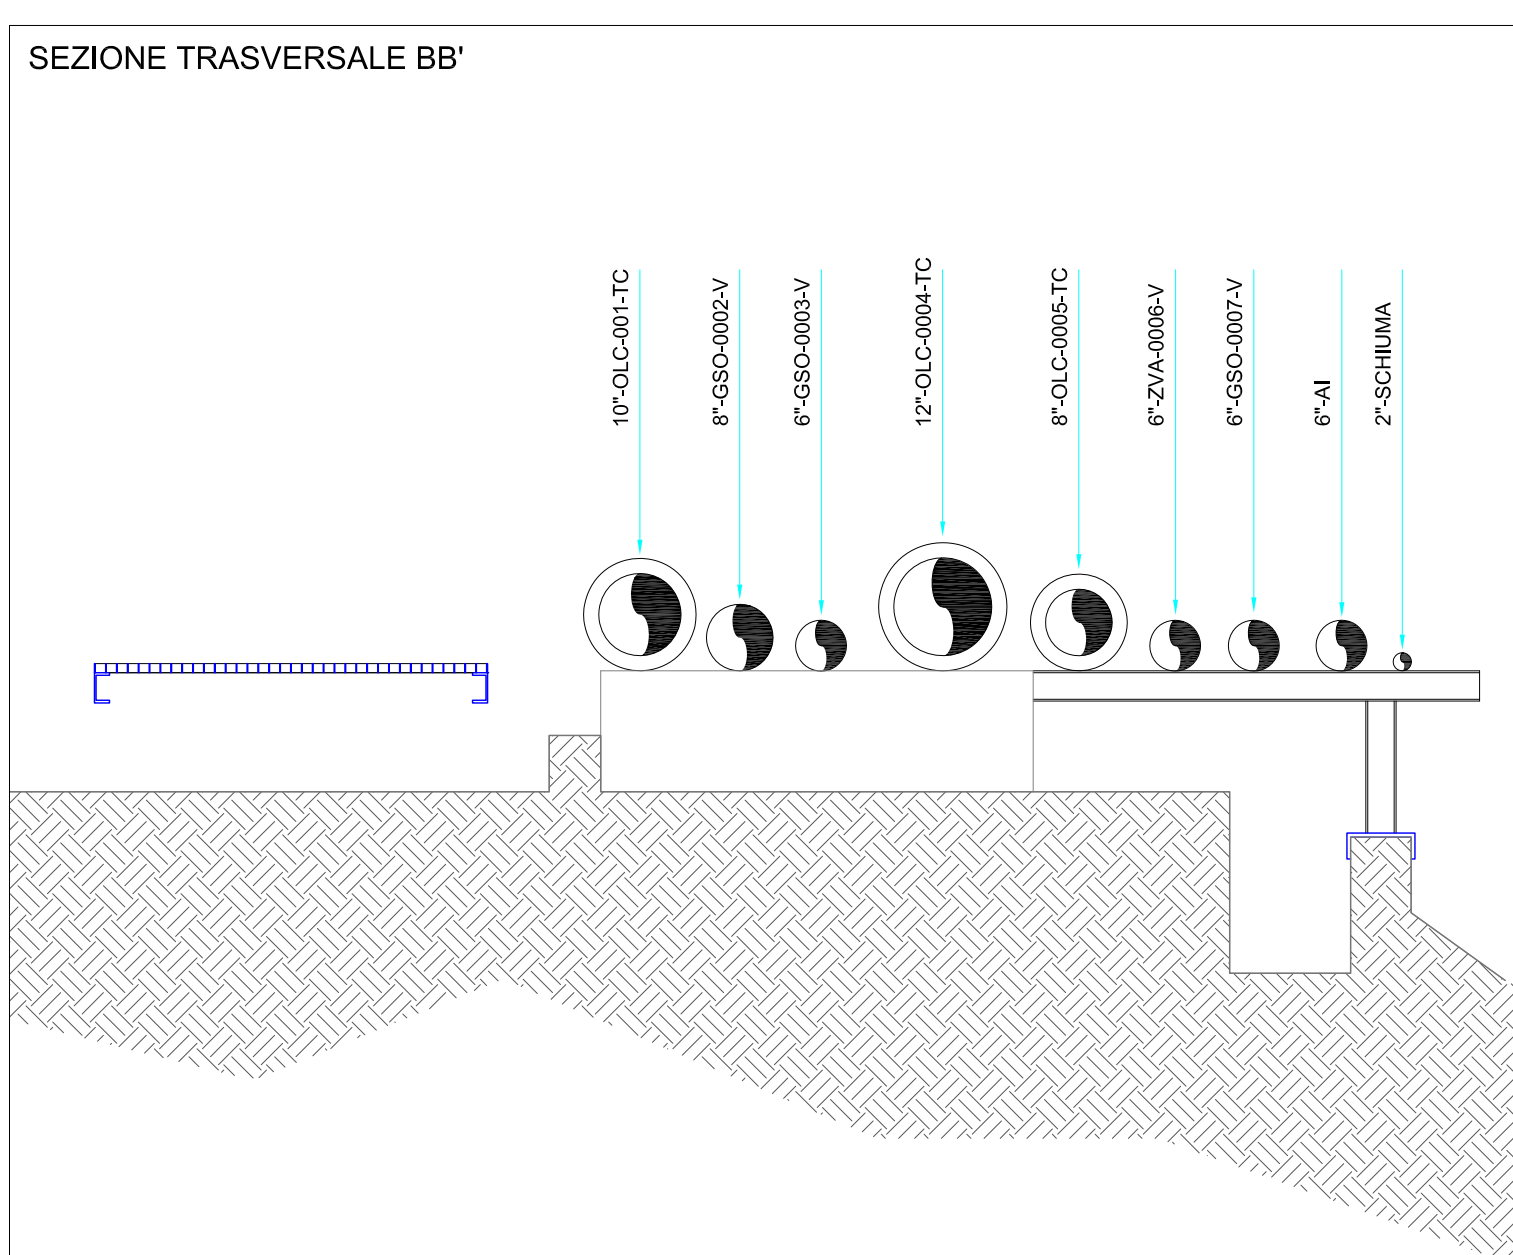 SEZIONE TRASVERSALE BB'
10"-OLC-001-TC
8"-GSO-0002-V
6"-GSO-0003-V
12"-OLC-0004-TC
8"-OLC-0005-TC
6"-ZVA-0006-V
6"-GSO-0007-V
6"-AI
2"-SCHIUMA